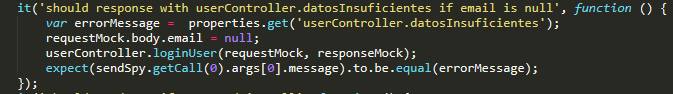 it('should response with userController.datosInsuficientes if email is null', function () {
var errorMessage = properties.get('userController.datosInsuficientes');
requestMock.body.email = null;
userController.loginUser(requestMock, responseMock);
expect(sendSpy.getCall(0).args[0].message).to.be.equal(errorMessage);
});